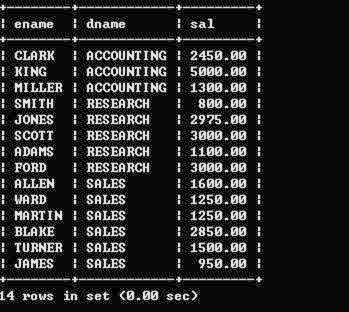 ename | dname | sal
CLARK | ACCOUNTING | 2450.00 |
KING | ACCOUNTING | 5000.00 |
MILLER | ACCOUNTING | 1300.00 |
SMITH | RESEARCH | 800.00 |
JONES | RESEARCH | 2975.00 |
SCOTT | RESEARCH | 3000.00 |
ADAMS | RESEARCH | 1100.00 |
FORD | RESEARCH | 3000.00 |
ALLEN | SALES | 1600.00 |
WARD | SALES | 1250.00 |
MARTIN | SALES | 1250.00 |
BLAKE | SALES | 2850.00 |
TURNER | SALES | 1500.00 |
JAMES | SALES | 950.00 |
14 rows in set (0.00 sec)